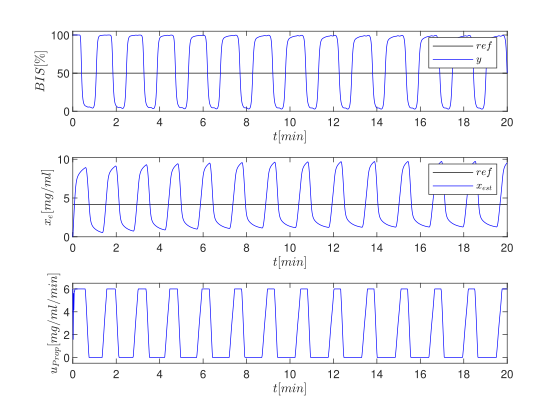 100
50
0
BIS[%]
ref
y
0 2 4 6 8 10 12 14 16 18 20
t[min]
10
5
0
x_e[mg/ml]
ref
x_est
0 2 4 6 8 10 12 14 16 18 20
t[min]
6
4
2
0
u_Prop[mg/ml/min]
0 2 4 6 8 10 12 14 16 18 20
t[min]